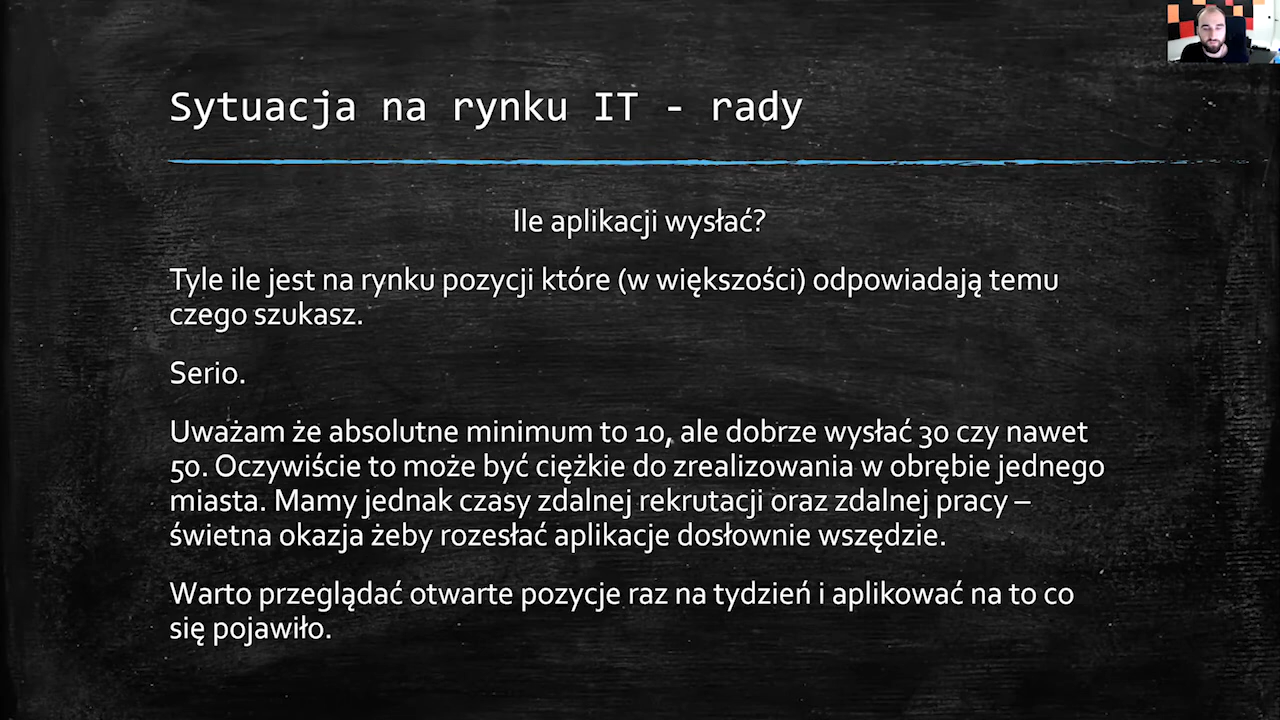 Sytuacja na rynku IT - rady
Ile aplikacji wysłać?
Tyle ile jest na rynku pozycji które (w większości) odpowiadają temu
czego szukasz.
Serio.
Uważam że absolutne minimum to 10, ale dobrze wysłać 30 czy nawet
50. Oczywiście to może być ciężkie do zrealizowania w obrębie jednego
miasta. Mamy jednak czasy zdalnej rekrutacji oraz zdalnej pracy –
świetna okazja żeby rozesłać aplikacje dosłownie wszędzie.
Warto przeglądać otwarte pozycje raz na tydzień i aplikować na to co
się pojawiło.